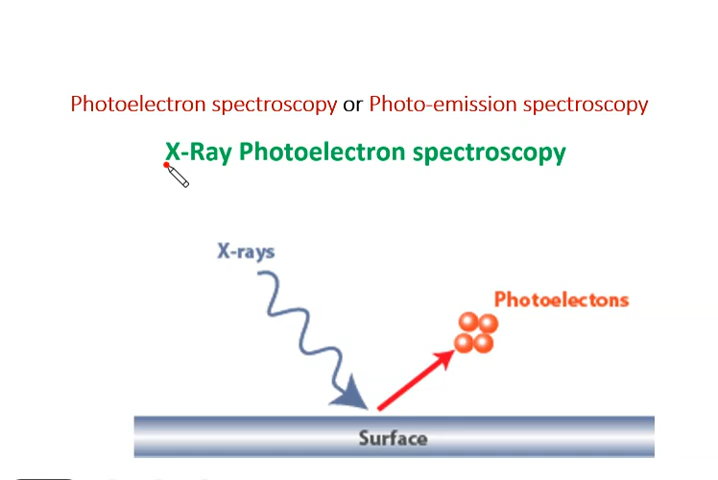 Photoelectron spectroscopy or Photo-emission spectroscopy
X-Ray Photoelectron spectroscopy
X-rays
Photoelectons
Surface